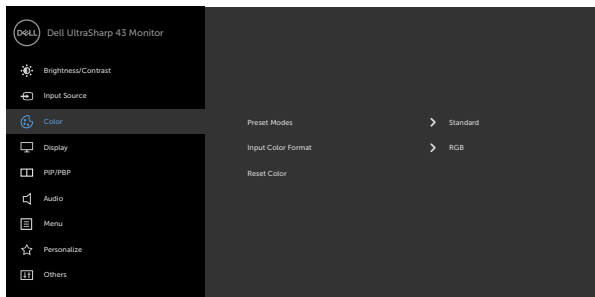 DELL Dell UltraSharp 43 Monitor
Brightness/Contrast
Input Source
Color
Preset Modes Standard
Display
Input Color Format RGB
PIP/PBP
Reset Color
Audio
Menu
Personalize
Others